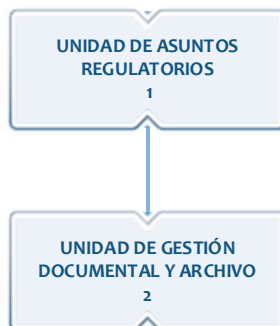 UNIDAD DE ASUNTOS
REGULATORIOS
1
UNIDAD DE GESTIÓN
DOCUMENTAL Y ARCHIVO
2